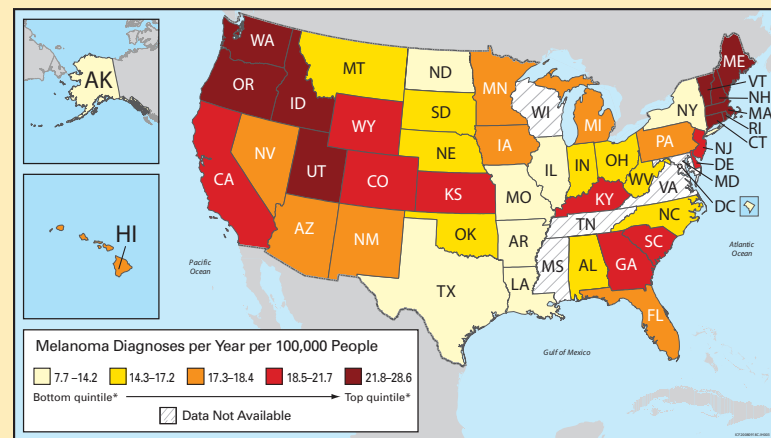 AK
HI
WA
OR
ID
MT
ND
MN
WI
MI
NY
ME
VT
NH
MA
RI
CT
NJ
DE
MD
DC
PA
SD
WY
NE
IA
IL
IN
OH
WV
VA
NV
UT
CO
KS
MO
KY
NC
TN
SC
CA
AZ
NM
OK
AR
MS
AL
GA
TX
LA
FL
Pacific
Ocean
Atlantic
Ocean
Gulf of Mexico
Melanoma Diagnoses per Year per 100,000 People
7.7–14.2 14.3–17.2 17.3–18.4 18.5–21.7 21.8–28.6
Bottom quintile* Top quintile*
Data Not Available